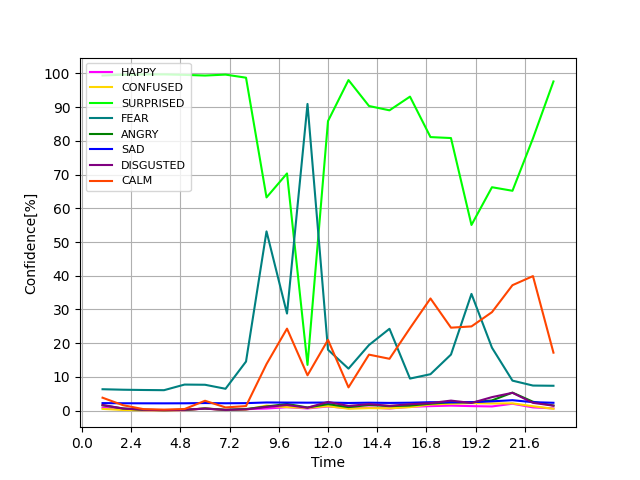 100
90
80
70
60
50
40
30
20
10
0
Confidence[%]
HAPPY
CONFUSED
SURPRISED
FEAR
ANGRY
SAD
DISGUSTED
CALM
0.0 2.4 4.8 7.2 9.6 12.0 14.4 16.8 19.2 21.6
Time